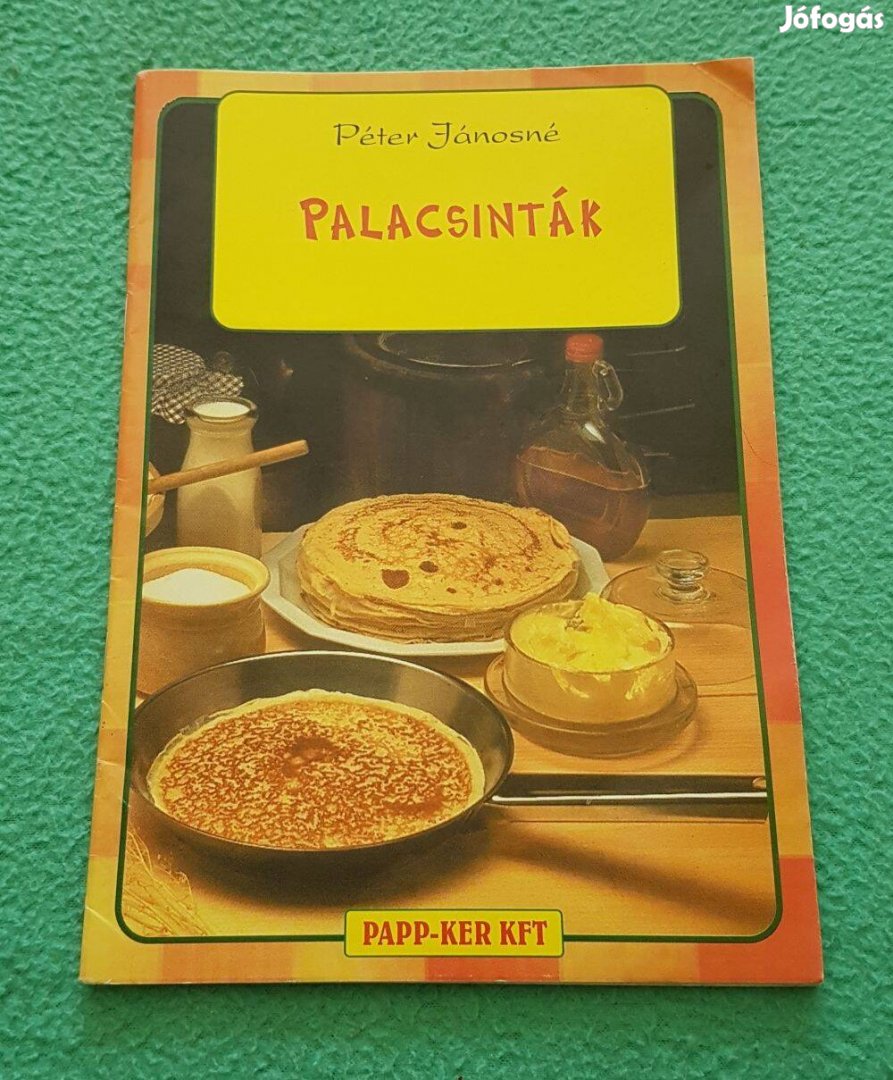 Jófogás
Péter Jánosné
PALACSINTÁK
PAPP-KER KFT